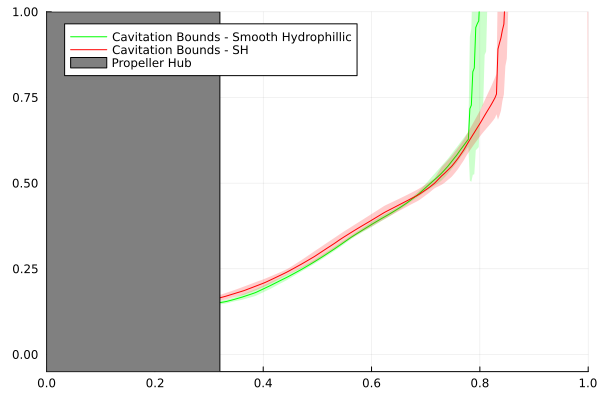 1.00
Cavitation Bounds - Smooth Hydrophillic
Cavitation Bounds - SH
Propeller Hub
0.75
0.50
0.25
0.00
0.0 0.2 0.4 0.6 0.8 1.0